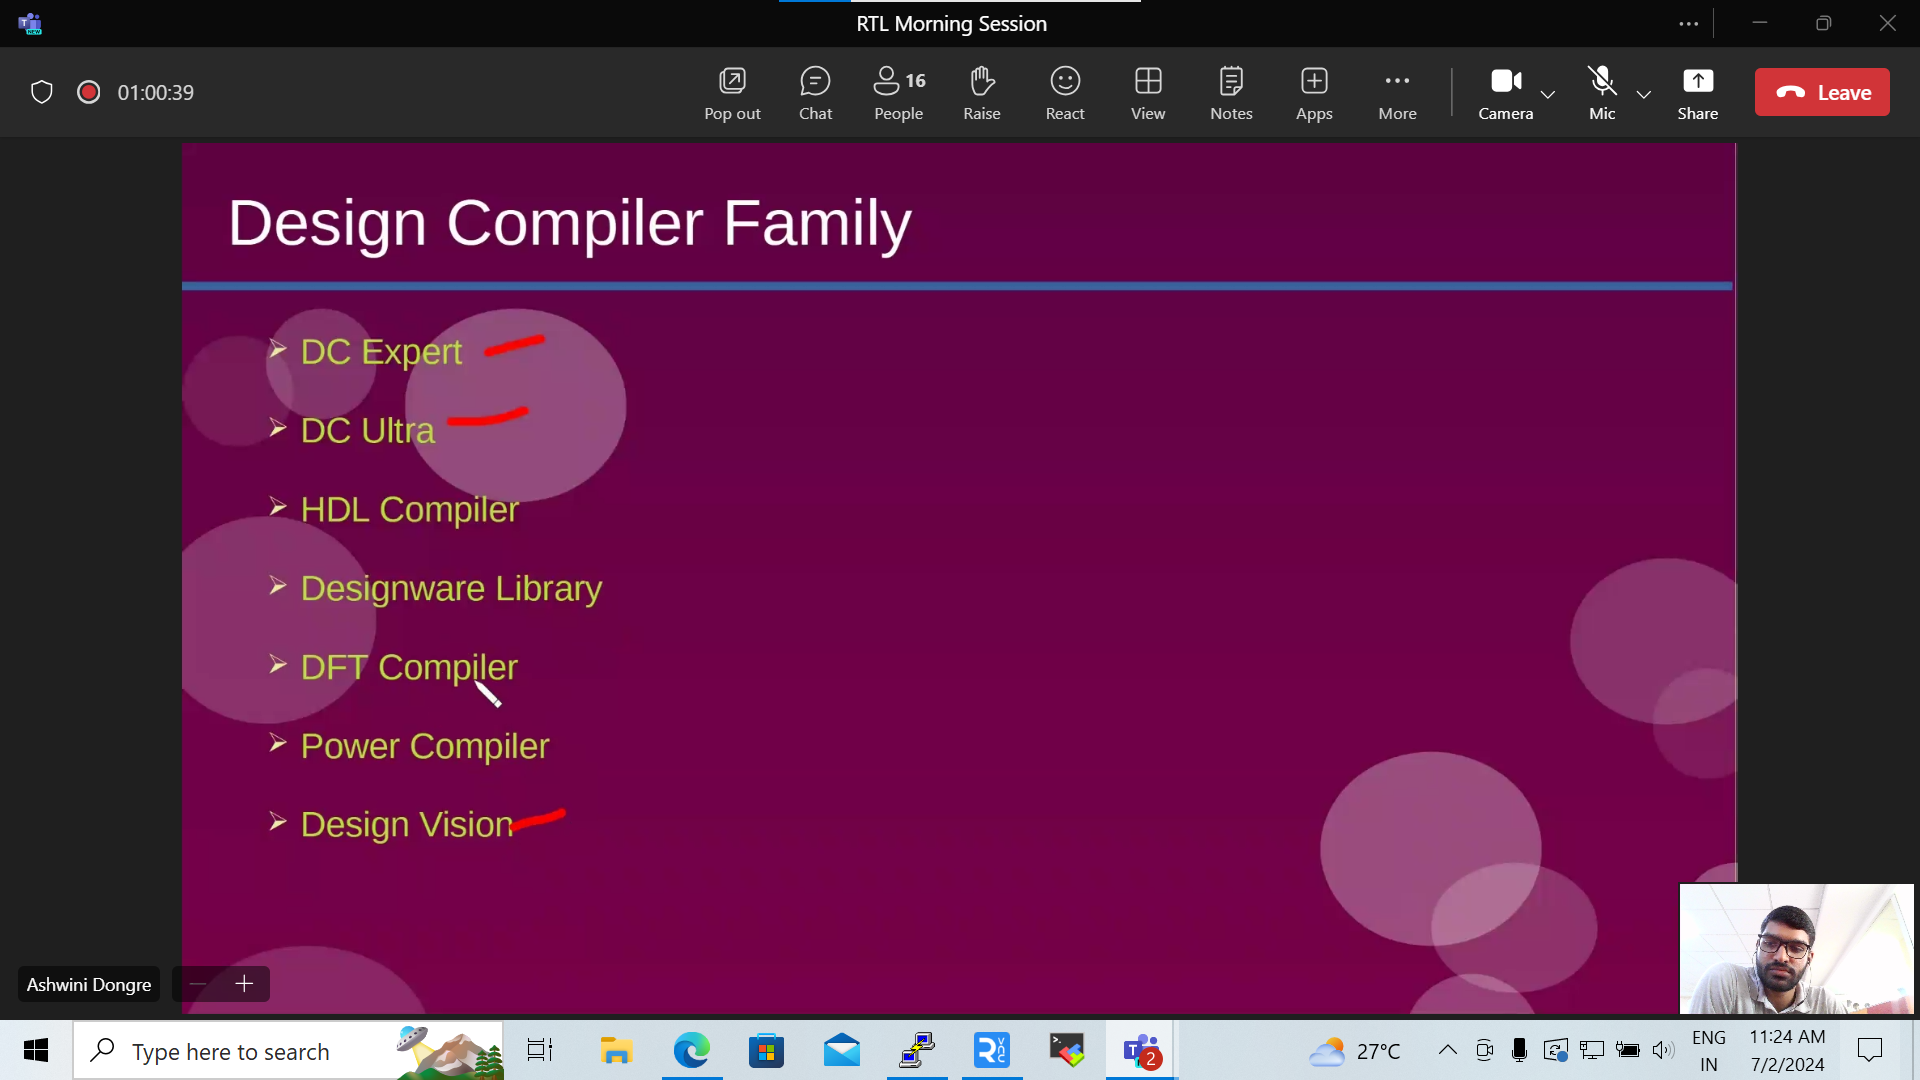 RTL Morning Session
01:00:39
Pop out
Chat
16
People
Raise
React
View
Notes
Apps
More
Camera
Mic
Share
Leave
Design Compiler Family
DC Expert
DC Ultra
HDL Compiler
Designware Library
DFT Compiler
Power Compiler
Design Vision
Ashwini Dongre
Type here to search
2
27°C
ENG
IN
11:24 AM
7/2/2024